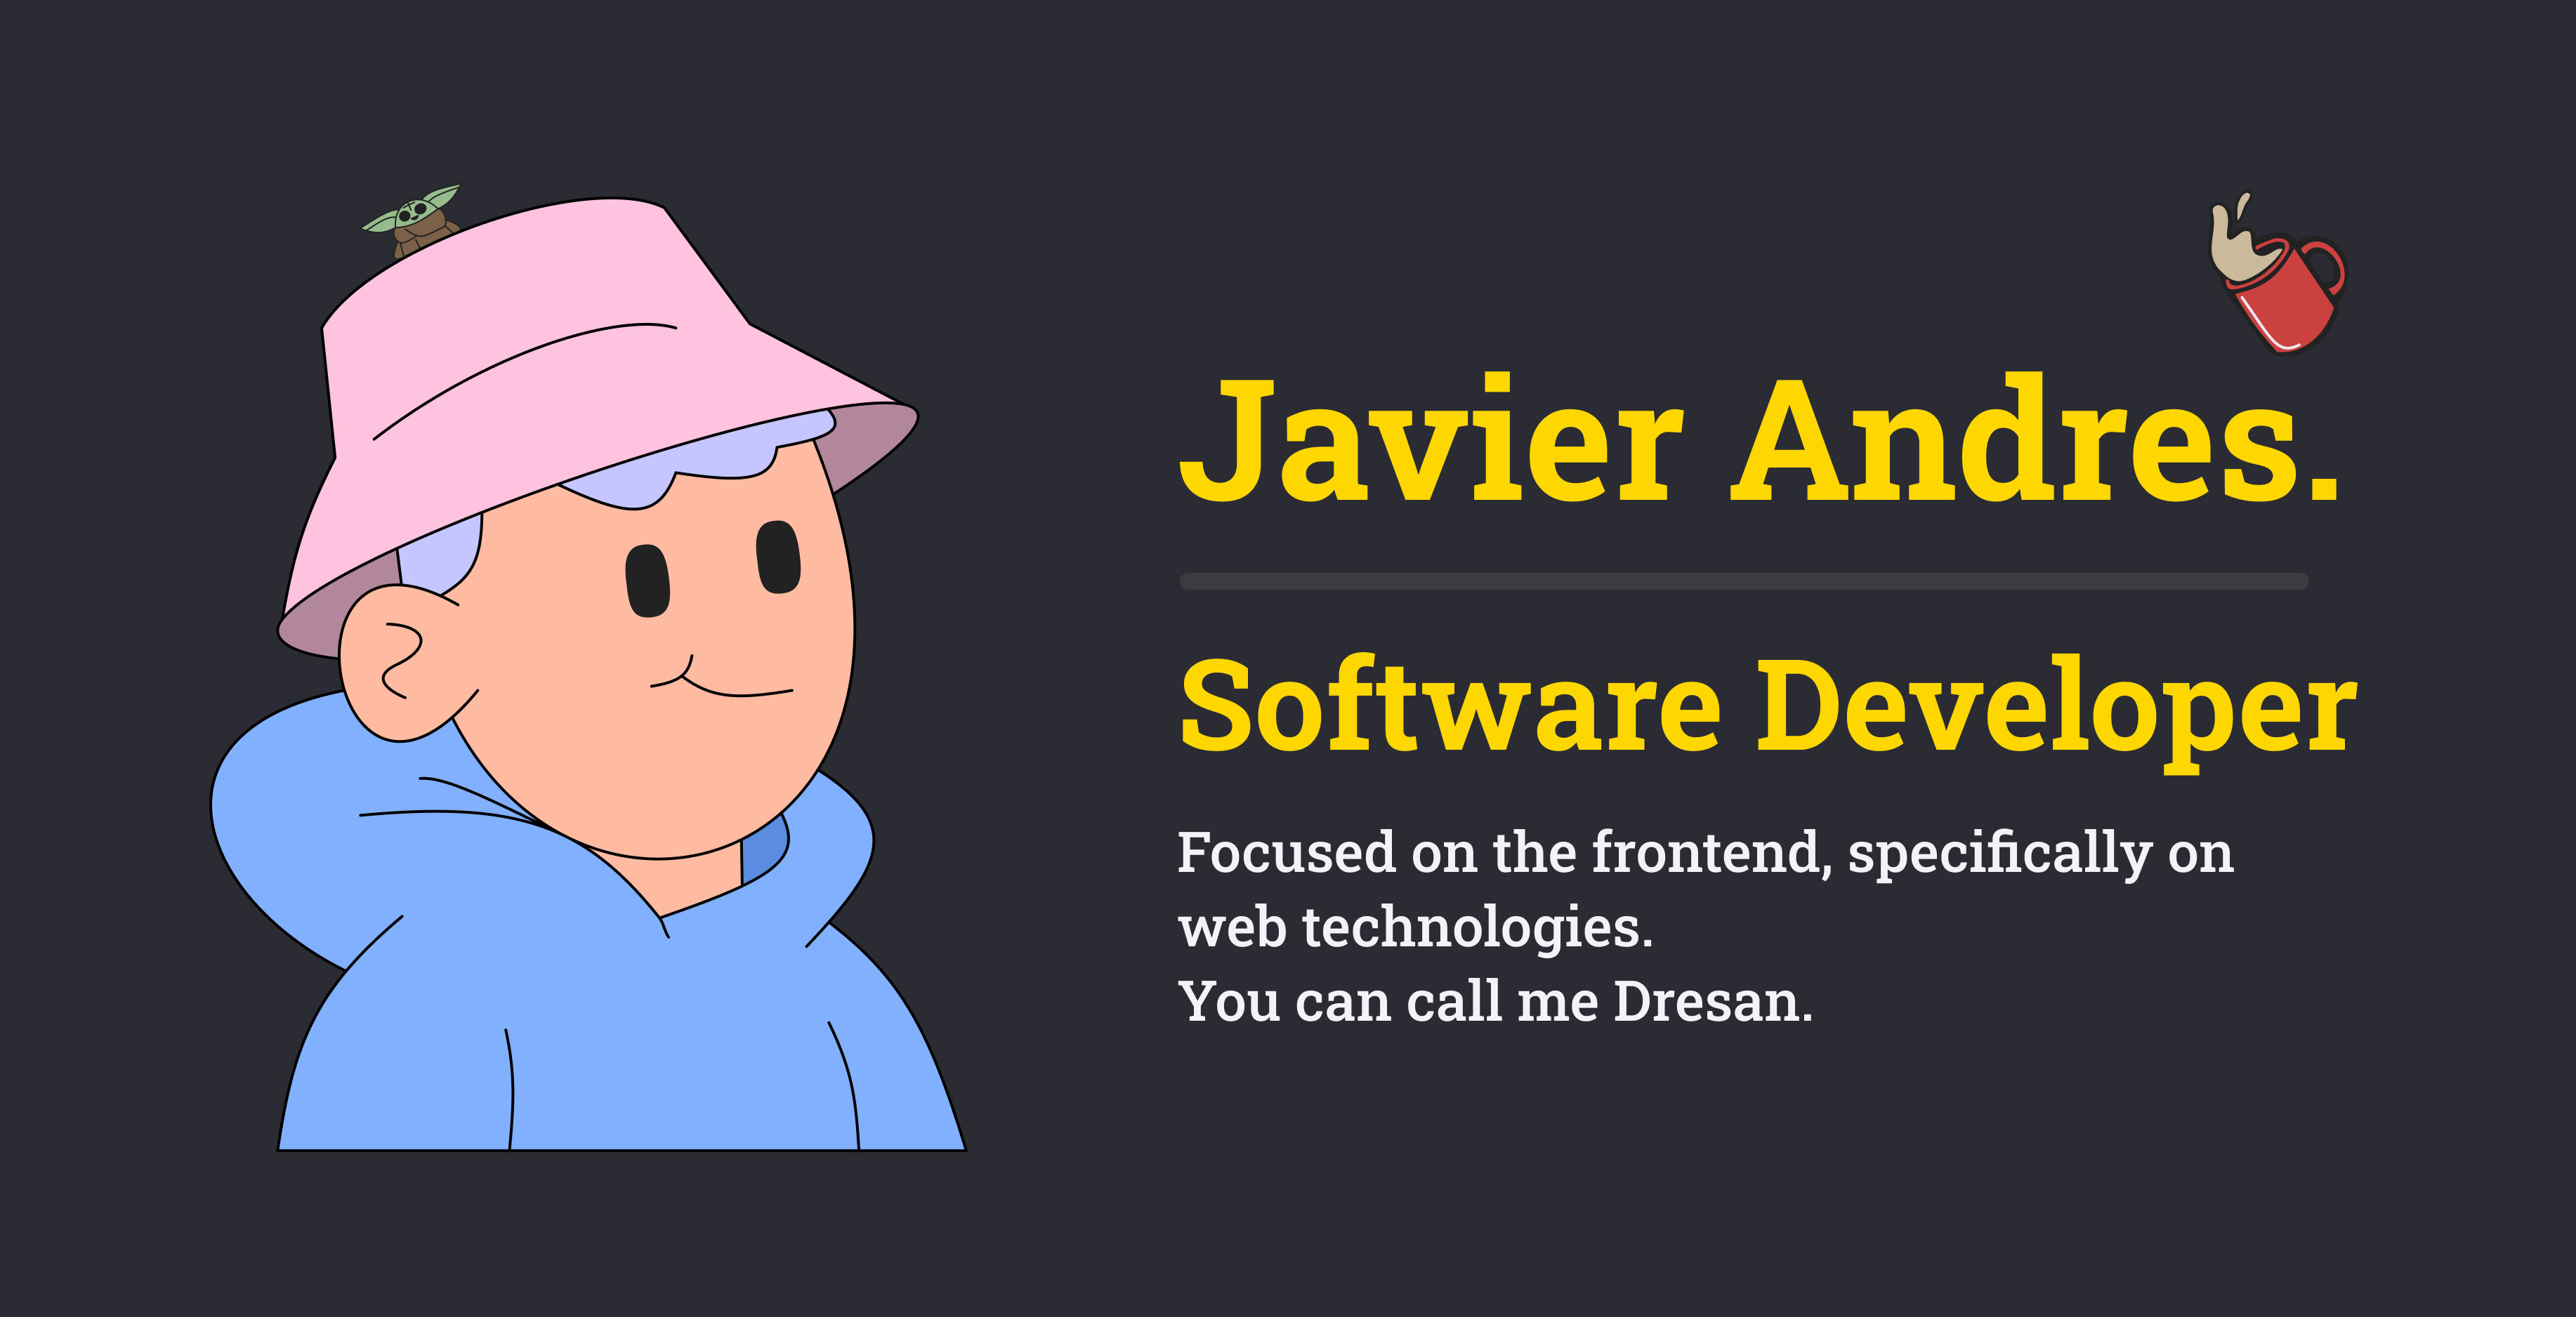 Javier Andres.
Software Developer
Focused on the frontend, specifically on
web technologies.
You can call me Dresan.